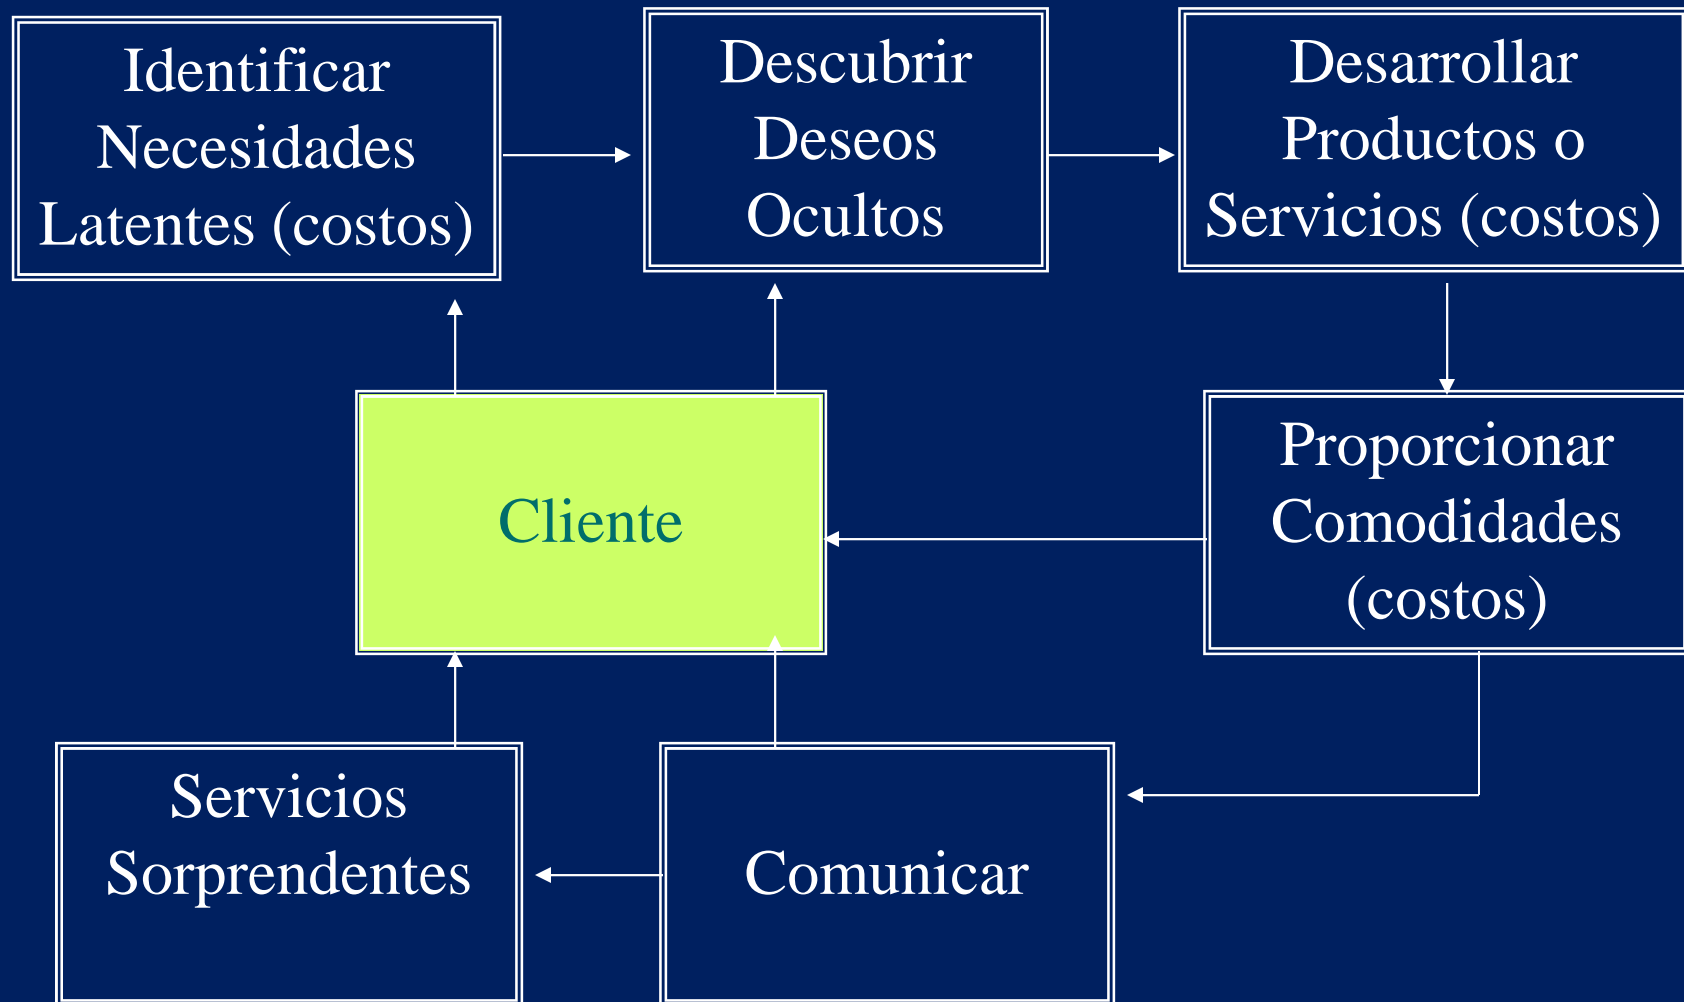 Identificar
Necesidades
Latentes (costos)
Descubrir
Deseos
Ocultos
Desarrollar
Productos o
Servicios (costos)
Cliente
Proporcionar
Comodidades
(costos)
Servicios
Sorprendentes
Comunicar